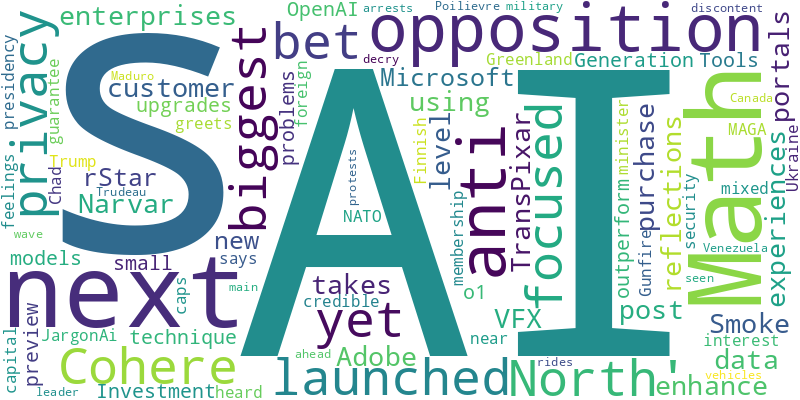 enterprises
OpenAI
arrests
Poilievre
military
discontent
opposition
bet
decry
Greenland
Generation
Tools
Microsoft
Maduro
customer
upgrades
greets
using
privacy
presidency
feelings
guarantee
Trump
Chad
Trudeau
rStar
Narvar
S
AI
biggest
problems
foreign
anti
level
Finnish
TransPixar
focused
outperform
minister
Gunfire
purchase
reflections
security
Canada
MAGA
Math
portals
Ukraine
experiences
mixed
Venezuela
seen
protests
NATO
membership
wave
new
says
main
models
small
next
yet
takes
credible
o1
VFX
post
Smoke
near
interest
data
capital
preview
JargonAi
technique
caps
ahead
Adobe
Cohere
Investment
heard
leader
launched
North'
rides
enhance
vehicles